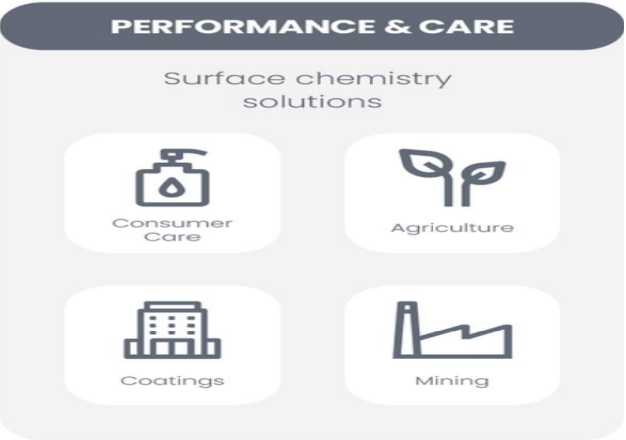 PERFORMANCE & CARE
Surface chemistry
solutions
Consumer
Care
Agriculture
Coatings
Mining